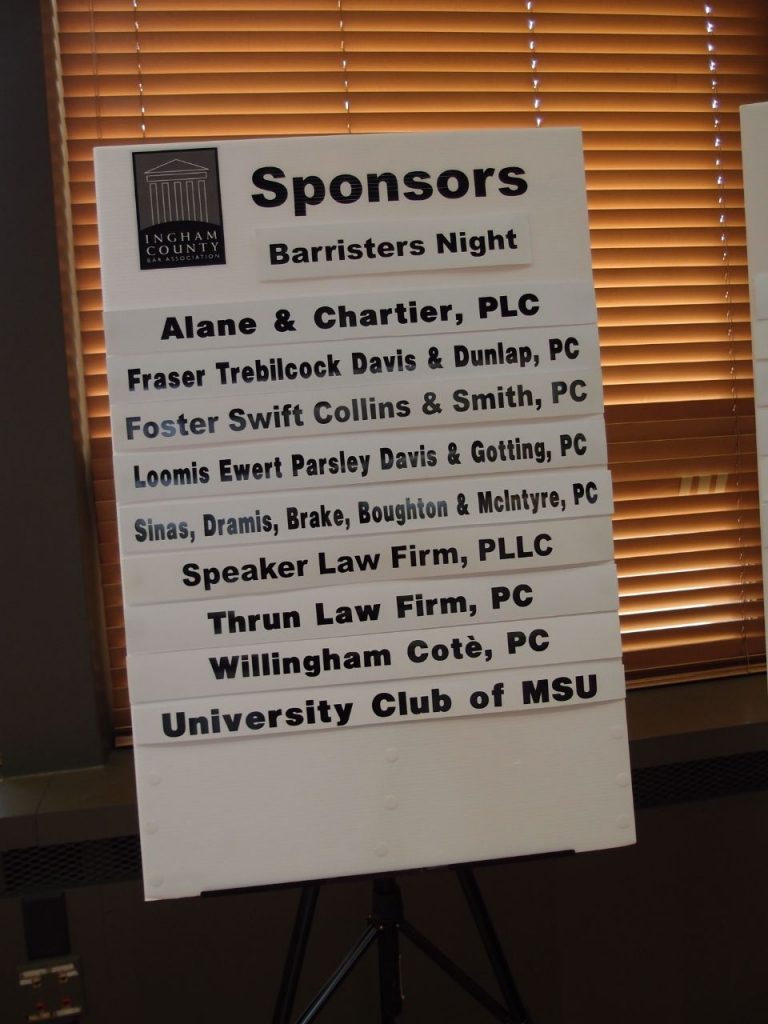 INGHAM
COUNTY
BAR ASSOCIATION
Sponsors
Barristers Night
Alane & Chartier, PLC
Fraser Trebilcock Davis & Dunlap, PC
Foster Swift Collins & Smith, PC
Loomis Ewert Parsley Davis & Gotting, PC
Sinas, Dramis, Brake, Boughton & McIntyre, PC
Speaker Law Firm, PLLC
Thrun Law Firm, PC
Willingham Cotè, PC
University Club of MSU